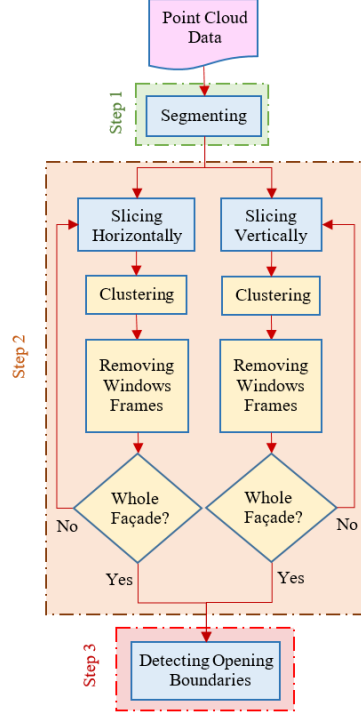 Point Cloud
Data
Step 1
Segmenting
Step 2
Slicing
Horizontally
Slicing
Vertically
Clustering
Clustering
Removing
Windows
Frames
Removing
Windows
Frames
Whole
Façade?
Whole
Façade?
No
No
Yes
Yes
Step 3
Detecting Opening
Boundaries